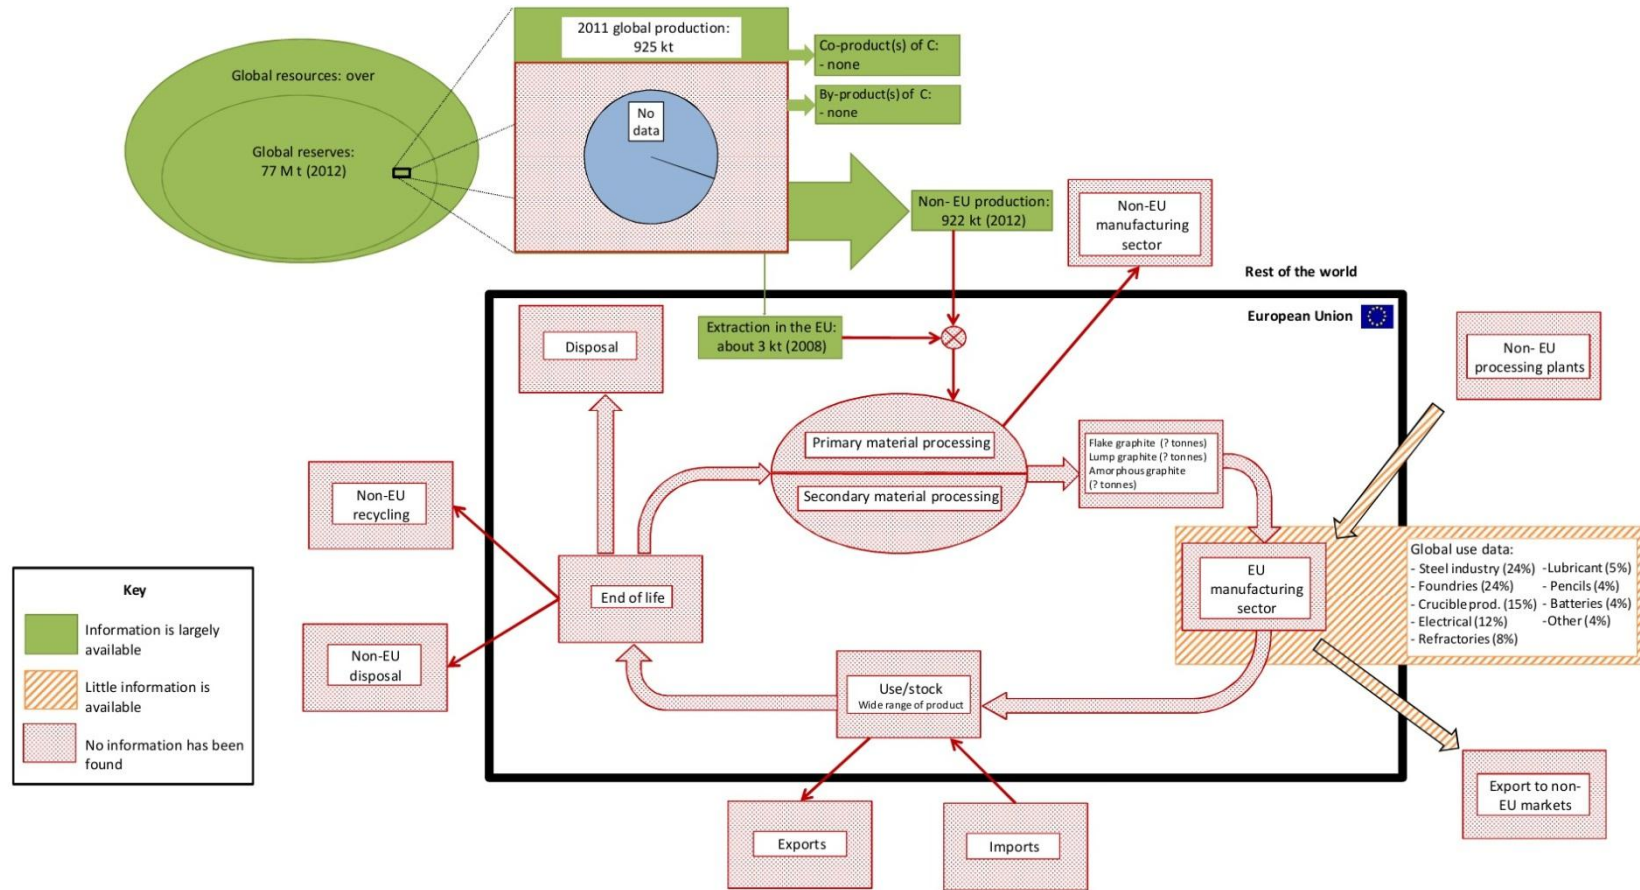 2011 global production:
925 kt
Global resources: over
Global reserves:
77 M t (2012)
No
data
Co-product(s) of C:
- none
By-product(s) of C:
- none
Non- EU production:
922 kt (2012)
Non-EU
manufacturing
sector
Rest of the world
European Union
Extraction in the EU:
about 3 kt (2008)
Disposal
Non- EU
processing plants
Primary material processing
Secondary material processing
Flake graphite (? tonnes)
Lump graphite (? tonnes)
Amorphous graphite
(? tonnes)
Non-EU
recycling
End of life
Non-EU
disposal
EU
manufacturing
sector
Global use data:
- Steel industry (24%)
- Foundries (24%)
- Crucible prod. (15%)
- Electrical (12%)
- Refractories (8%)
- Lubricant (5%)
- Pencils (4%)
- Batteries (4%)
- Other (4%)
Use/stock
Wide range of product
Exports
Imports
Export to non-
EU markets
Key
Information is largely
available
Little information is
available
No information has been
found